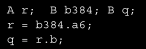 A r;  B b384; B q;
r = b384.a6;
q = r.b;